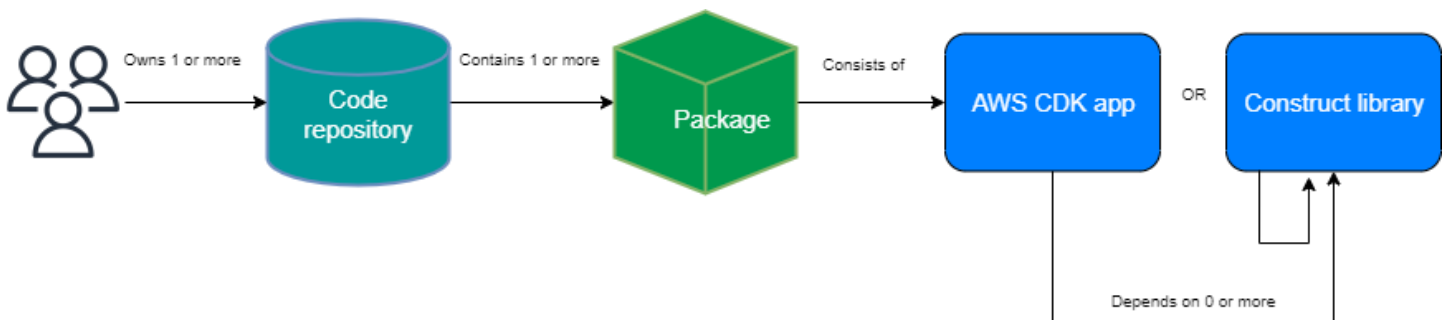 Owns 1 or more
Code
repository
Contains 1 or more
Package
Consists of
AWS CDK app
OR
Construct library
Depends on 0 or more